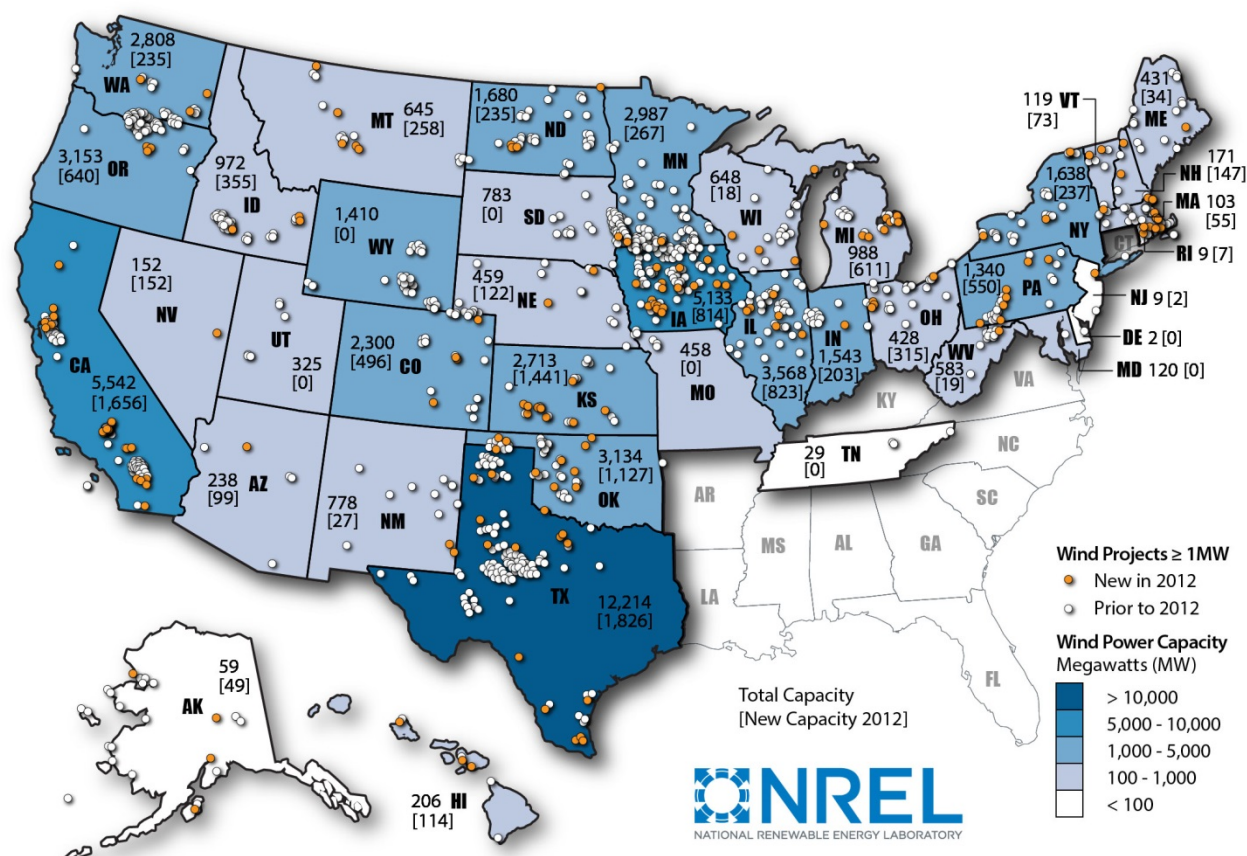 2,808
[235]
WA
3,153
[640]
OR
972
[355]
ID
MT
645
[258]
1,680
[235]
ND
2,987
[267]
MN
783
[0]
SD
648
[18]
WI
MI
988
[611]
119 VT
[73]
431
[34]
ME
171
NH [147]
MA 103
[55]
RI 9 [7]
CT
1,638
[237]
NY
1,340
[550]
PA
NJ 9 [2]
DE 2 [0]
MD 120 [0]
1,410
[0]
WY
152
[152]
NV
UT
325
[0]
CA
5,542
[1,656]
2,300
[496]
CO
459
[122]
NE
5,133
IA [814]
IL
3,568
[823]
IN
1,543
[203]
OH
428
[315]
WV
583
[19]
VA
KY
458
[0]
MO
2,713
[1,441]
KS
238
[99]
AZ
778
[27]
NM
3,134
[1,127]
OK
TX
12,214
[1,826]
29
[0]
TN
NC
SC
AR
MS
AL
GA
LA
FL
59
[49]
AK
206 HI
[114]
Total Capacity
[New Capacity 2012]
Wind Projects ≥ 1MW
New in 2012
Prior to 2012
Wind Power Capacity
Megawatts (MW)
> 10,000
5,000 - 10,000
1,000 - 5,000
100 - 1,000
< 100
NREL
NATIONAL RENEWABLE ENERGY LABORATORY